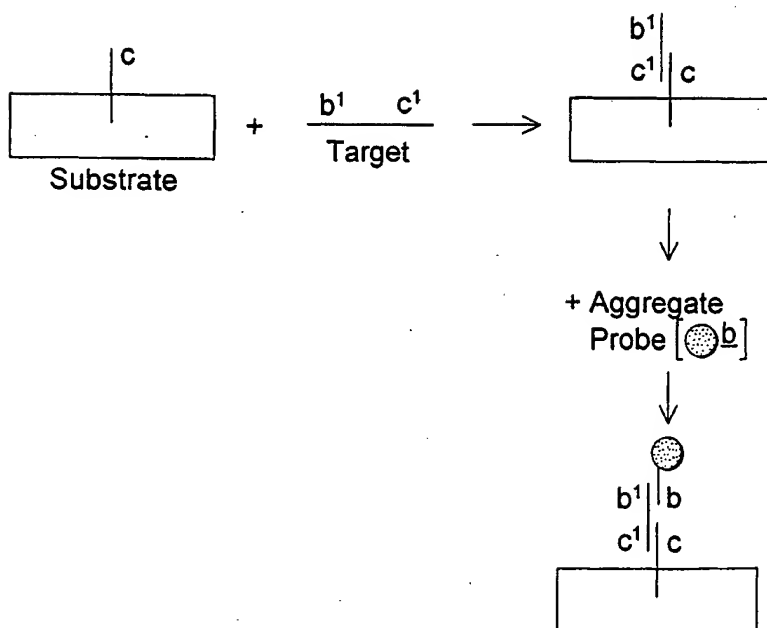 c
Substrate
+
b¹ c¹
Target
b¹
c¹ c
+ Aggregate
Probe [ b]
b¹ b
c¹ c